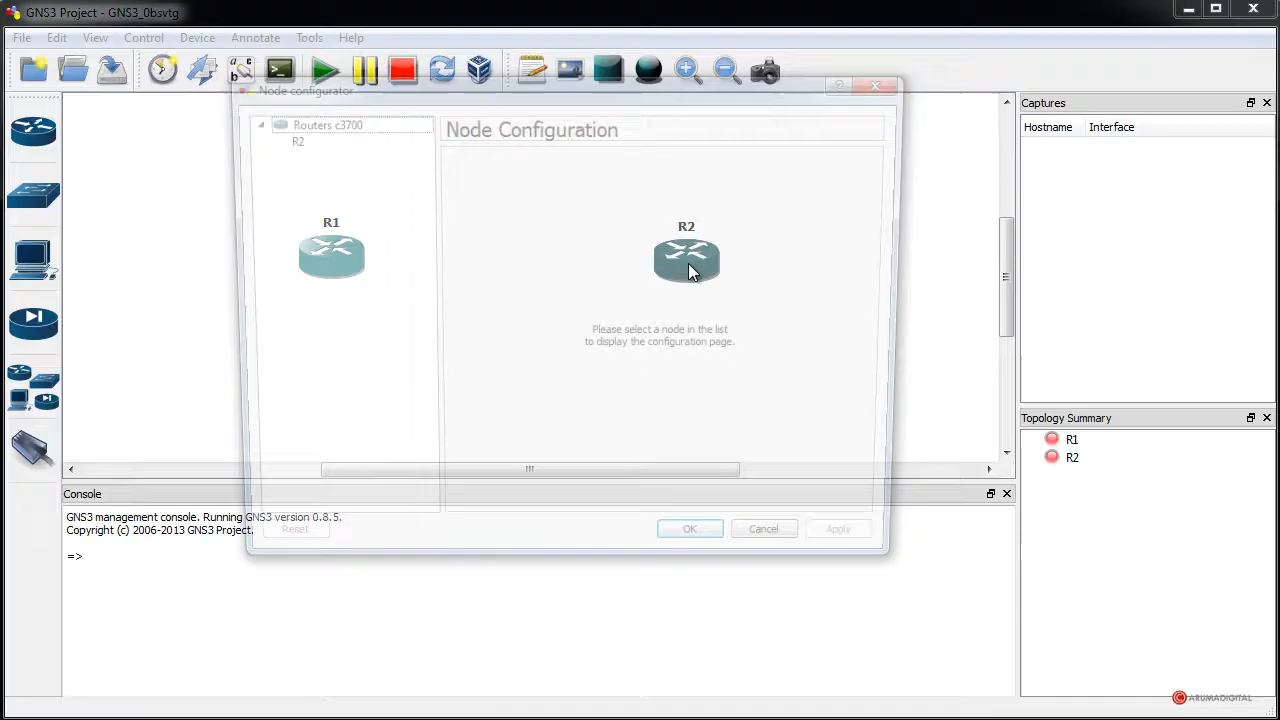 GNS3 Project - GNS3_0bsvtg
File Edit View Control Device Annotate Tools Help
Node configurator
Routers c3700
R2
Node Configuration
R1
R2
Please select a node in the list
to display the configuration page.
Reset
OK
Cancel
Apply
Captures
Hostname Interface
Topology Summary
R1
R2
Console
GNS3 management console. Running GNS3 version 0.8.5.
Copyright (c) 2006-2013 GNS3 Project.
=>
ARUMADIGITAL